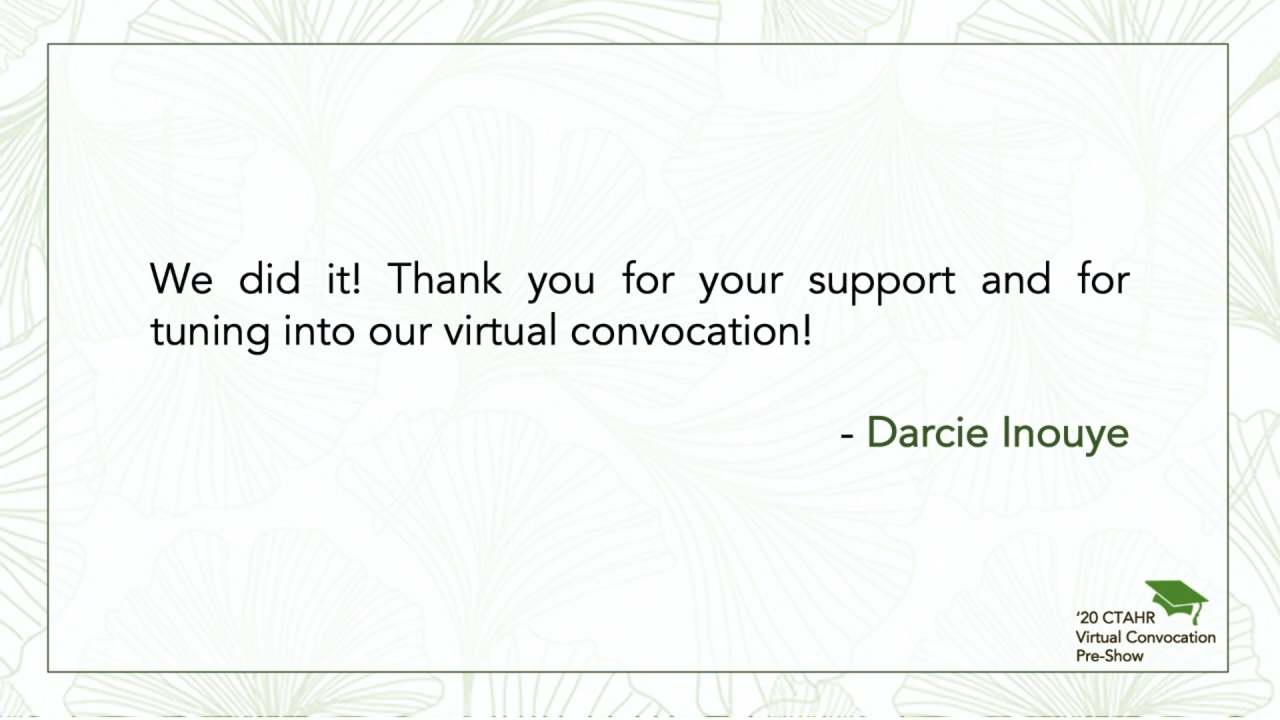 We did it! Thank you for your support and for
tuning into our virtual convocation!
- Darcie Inouye
‘20 CTAHR
Virtual Convocation
Pre-Show